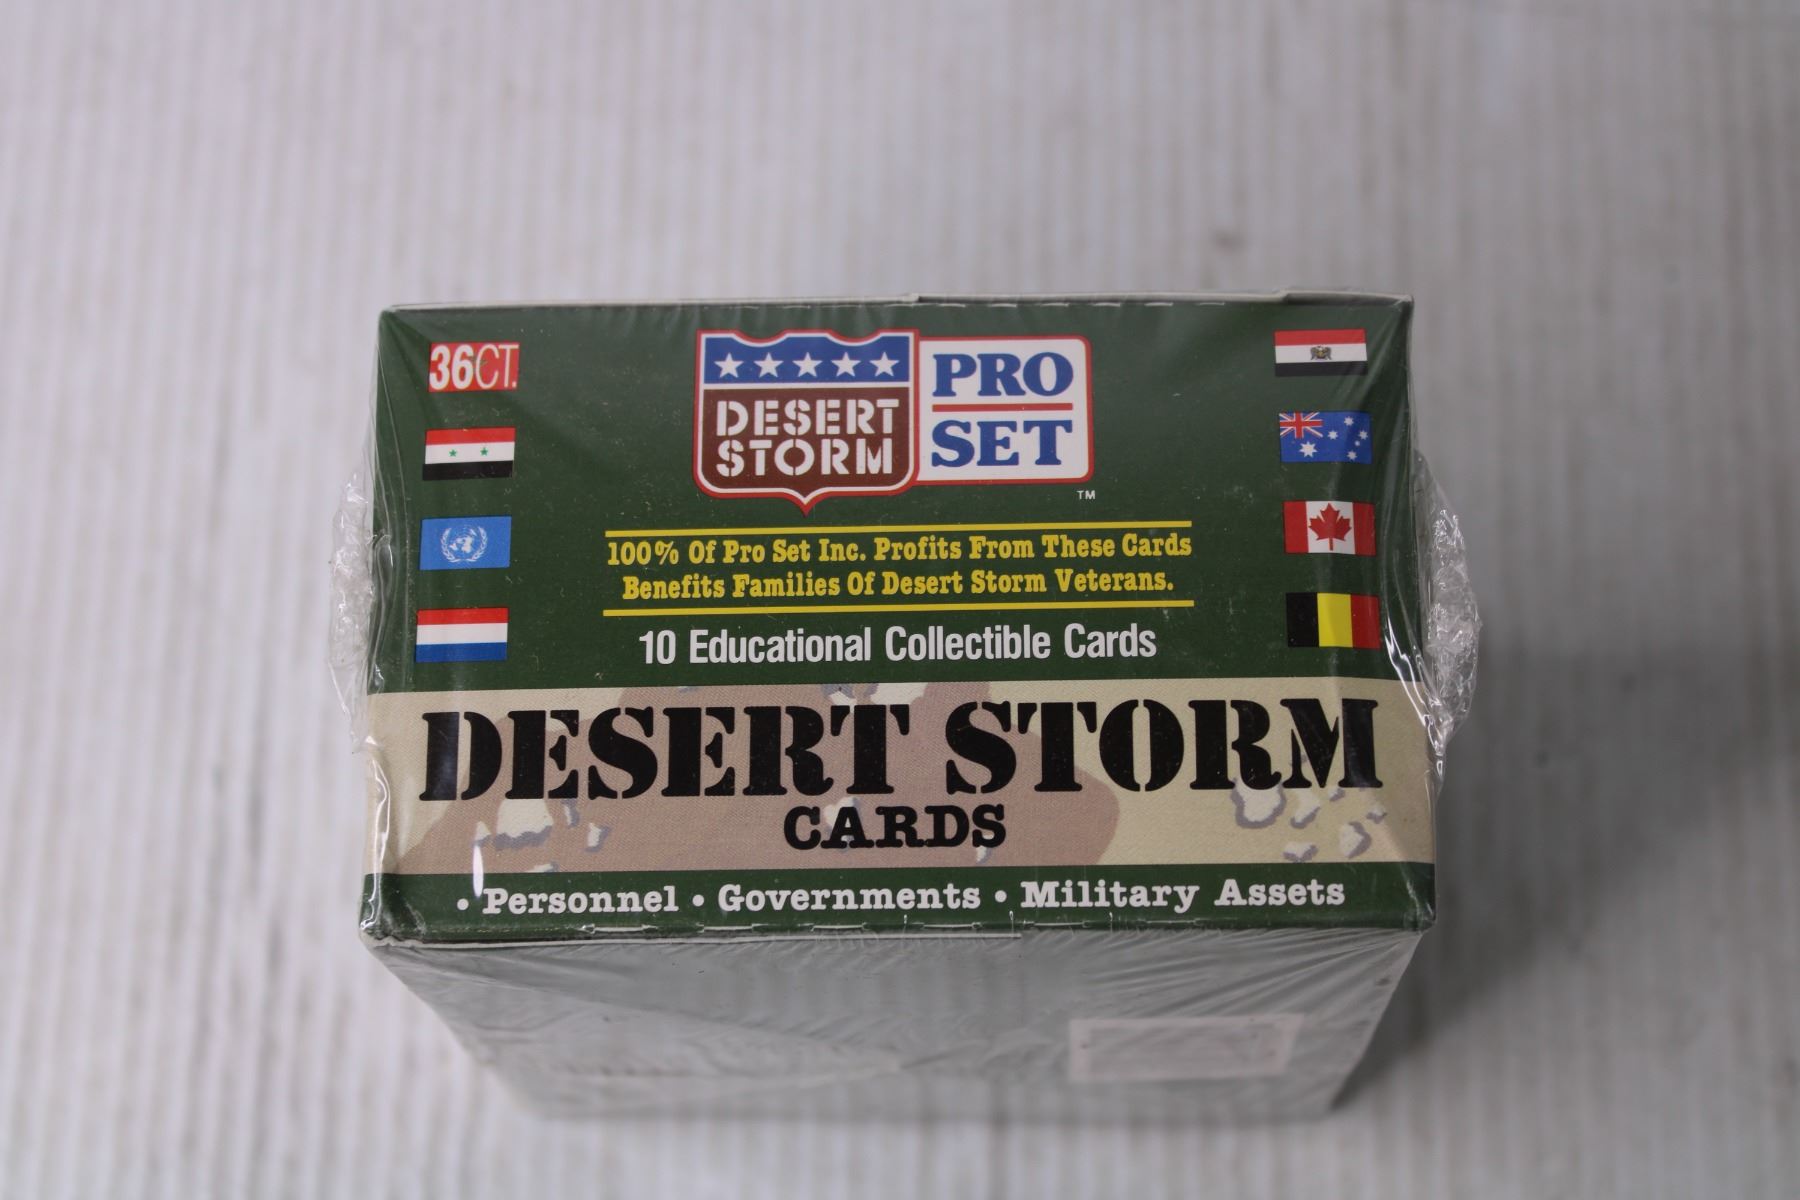 36CT.
DESERT
STORM
PRO
SET
TM
100% Of Pro Set Inc. Profits From These Cards
Benefits Families Of Desert Storm Veterans.
10 Educational Collectible Cards
DESERT STORM
CARDS
• Personnel • Governments • Military Assets